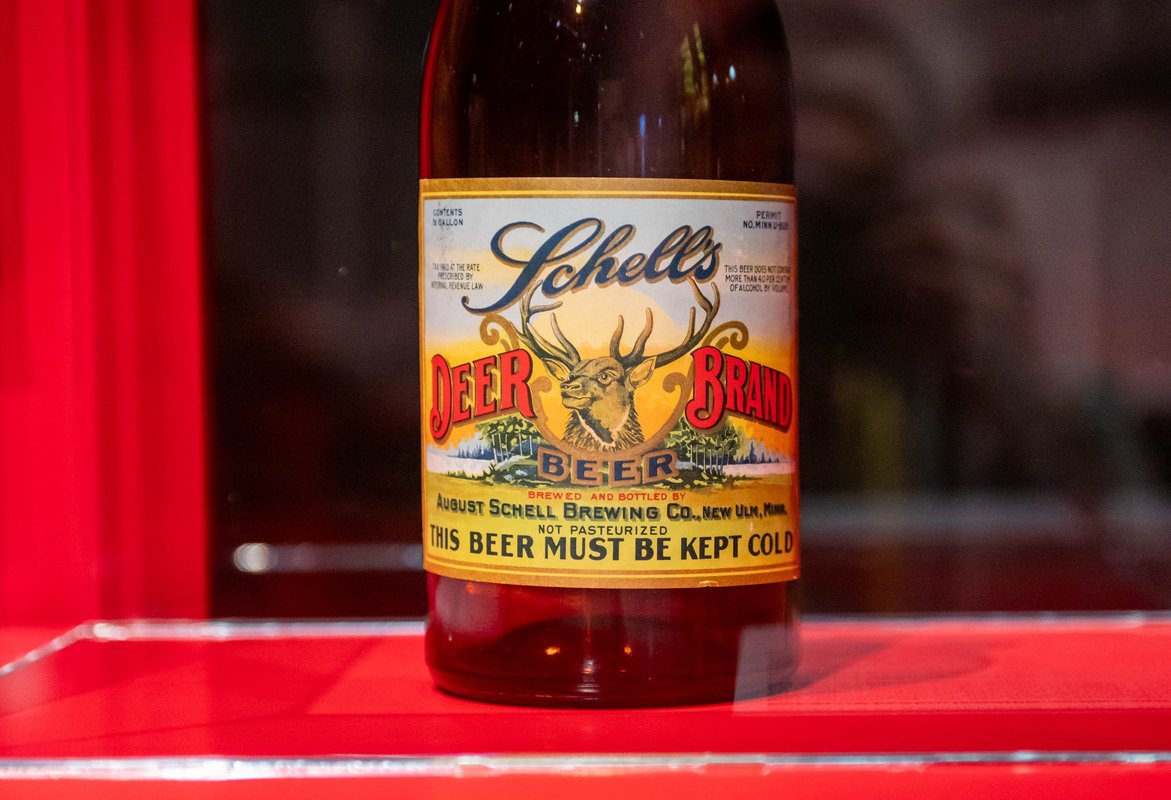 CONTENTS
½ GALLON
PERMIT
NO. MINN U-609
Schell's
TAX PAID AT THE RATE
PRESCRIBED BY
INTERNAL REVENUE LAW
THIS BEER DOES NOT CONTAIN
MORE THAN 4.0 PER CENTUM
OF ALCOHOL BY VOLUME
DEER BRAND
BEER
BREWED AND BOTTLED BY
AUGUST SCHELL BREWING CO., NEW ULM, MINN.
NOT PASTEURIZED
THIS BEER MUST BE KEPT COLD